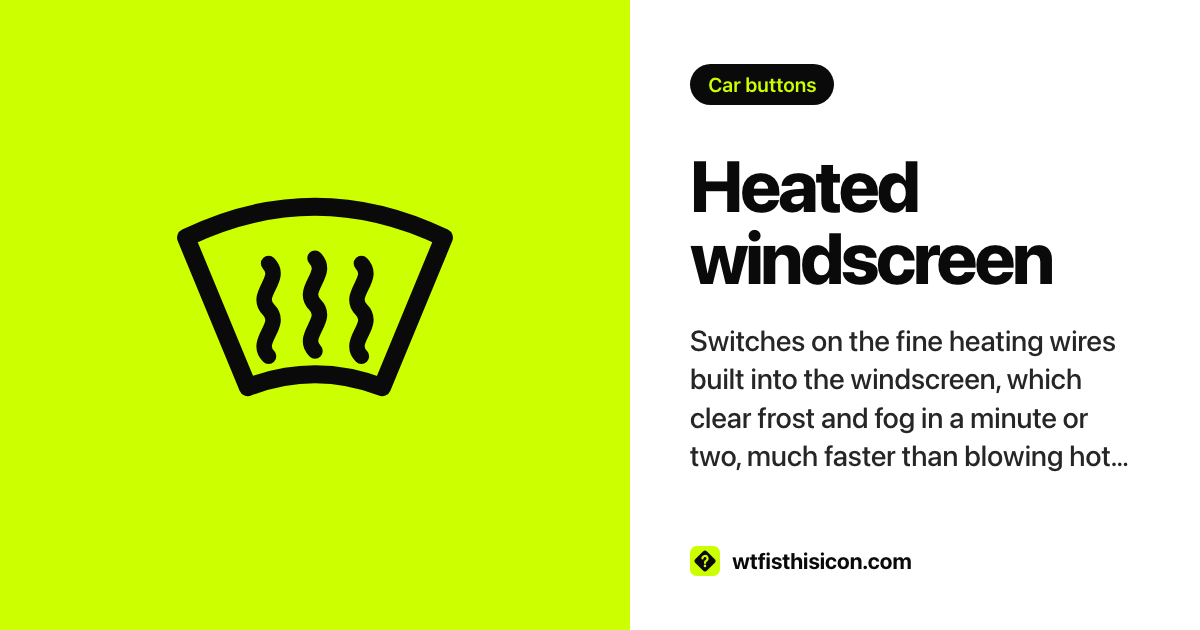 Car buttons
Heated
windscreen
Switches on the fine heating wires
built into the windscreen, which
clear frost and fog in a minute or
two, much faster than blowing hot…
?
wtfisthisicon.com